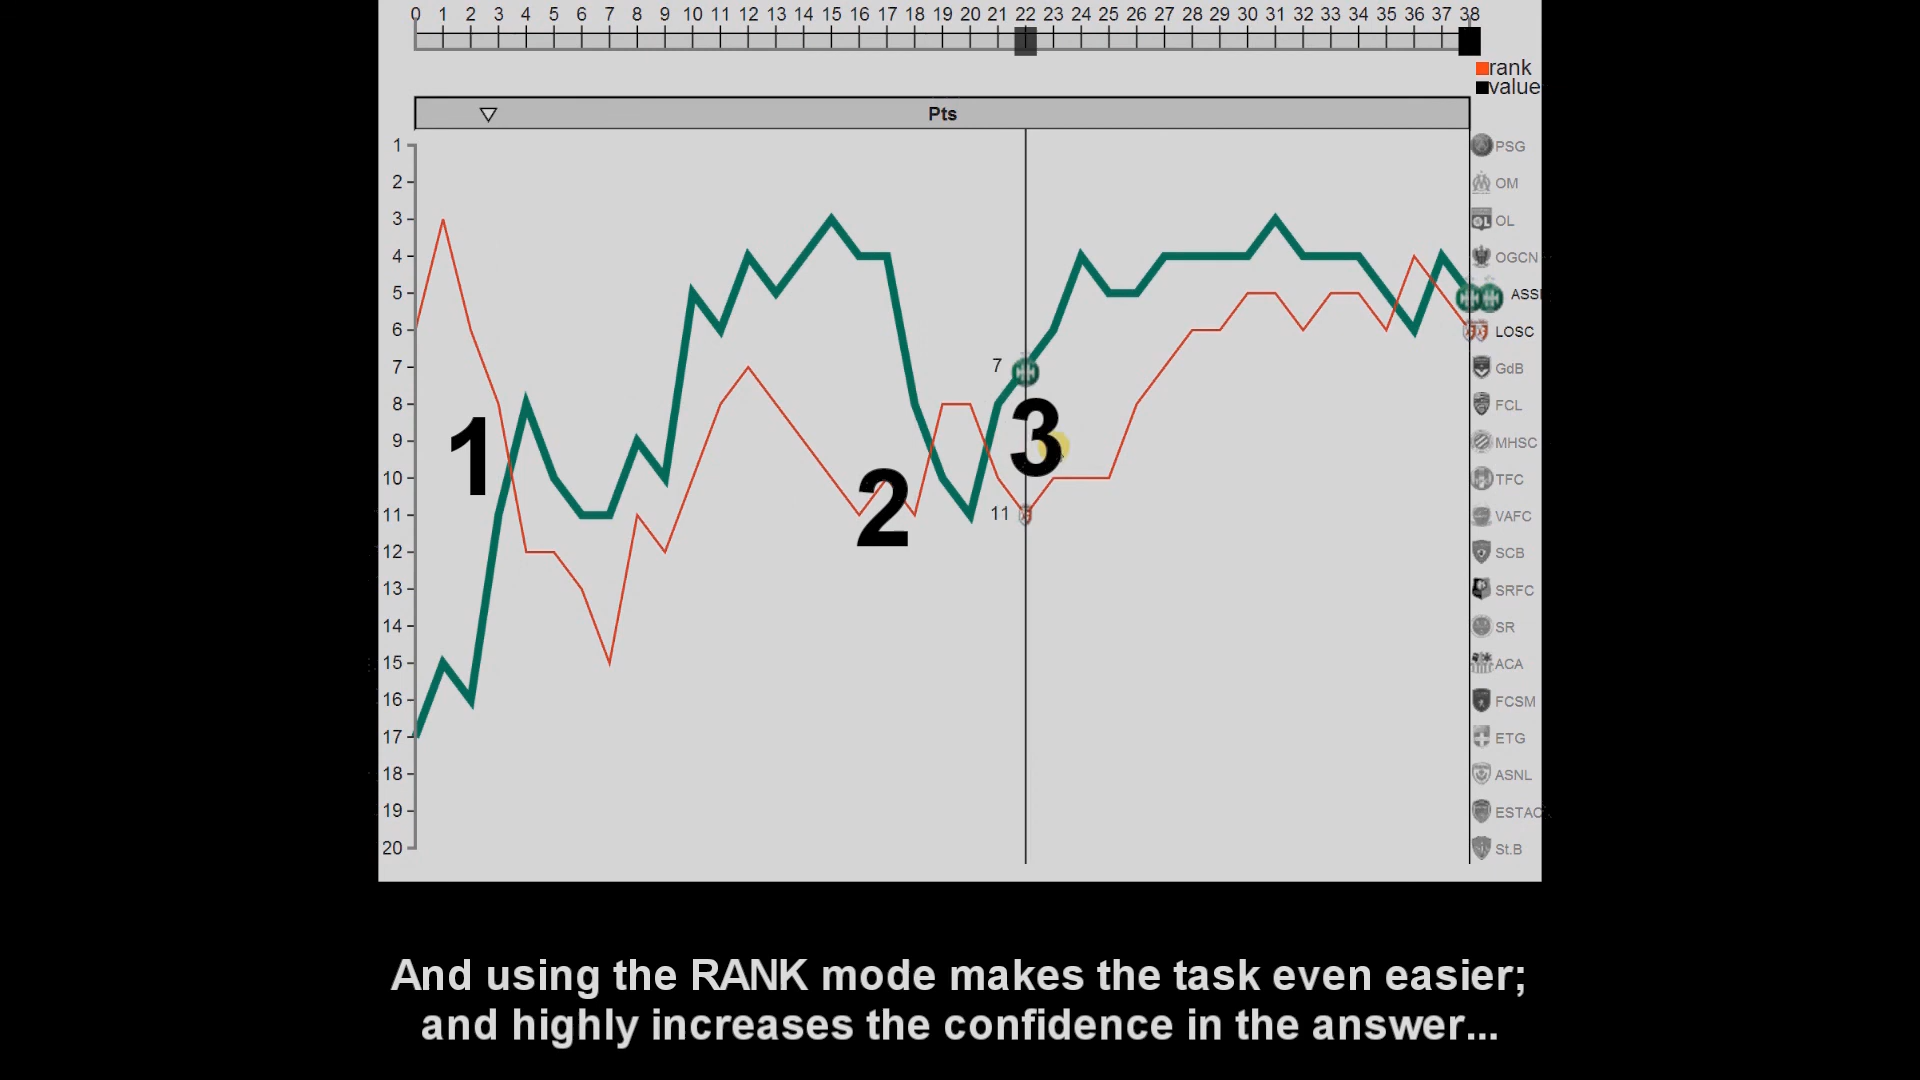 0 1 2 3 4 5 6 7 8 9 10 11 12 13 14 15 16 17 18 19 20 21 22 23 24 25 26 27 28 29 30 31 32 33 34 35 36 37 38
rank
value
Pts
1 PSG
2 OM
3 OL
4 OGCN
5 ASS
6 LOSC
7 7 GdB
8 FCL
9 MHSC
10 TFC
11 11 VAFC
12 SCB
13 SRFC
14 SR
15 ACA
16 FCSM
17 ETG
18 ASNL
19 ESTAC
20 St.B
1
2
3
And using the RANK mode makes the task even easier;
and highly increases the confidence in the answer...